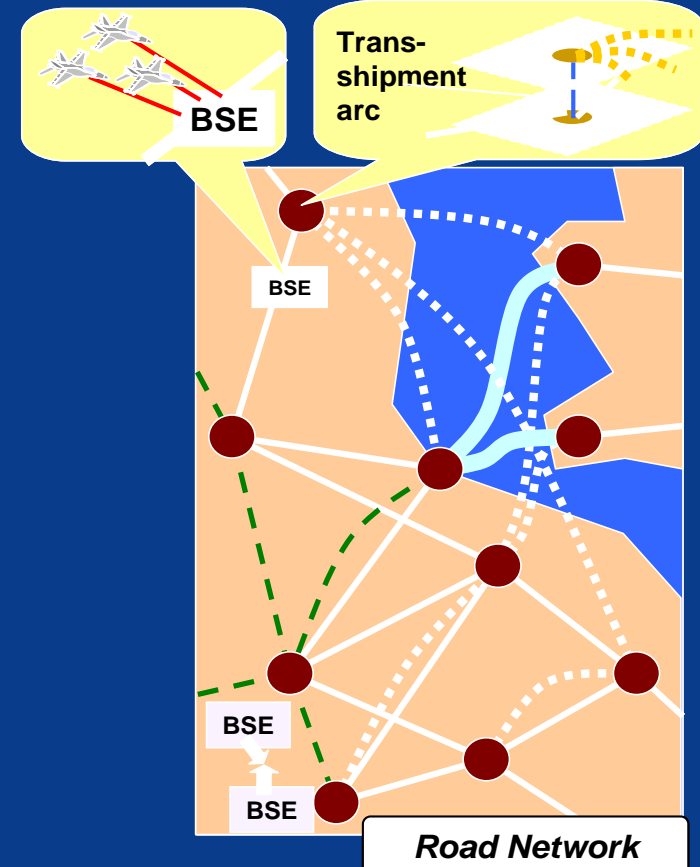 BSE
Trans-
shipment
arc
BSE
BSE
BSE
Road Network